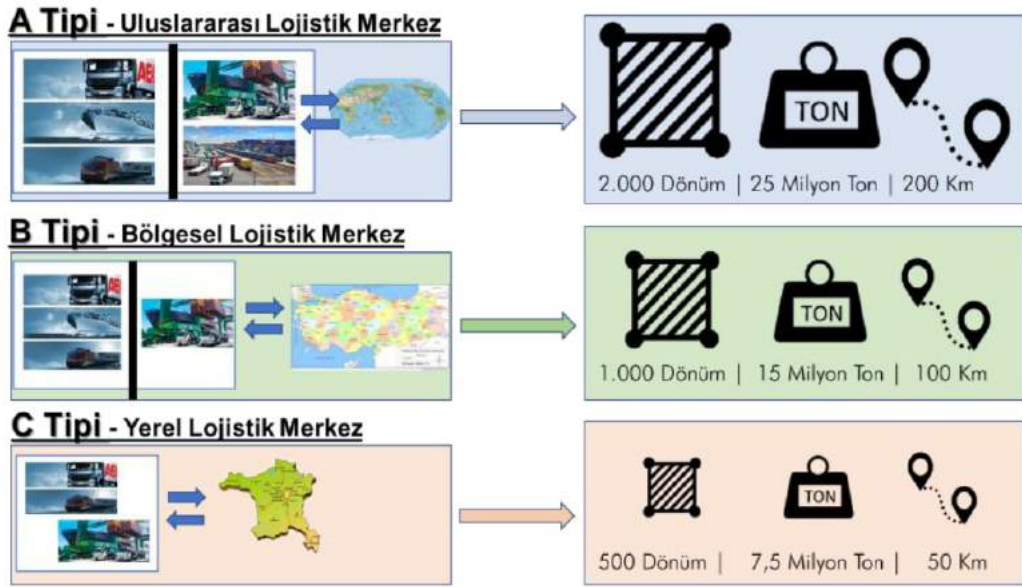 A Tipi - Uluslararası Lojistik Merkez
TON
2.000 Dönüm | 25 Milyon Ton | 200 Km
B Tipi - Bölgesel Lojistik Merkez
TON
1.000 Dönüm | 15 Milyon Ton | 100 Km
C Tipi - Yerel Lojistik Merkez
TON
500 Dönüm | 7,5 Milyon Ton | 50 Km